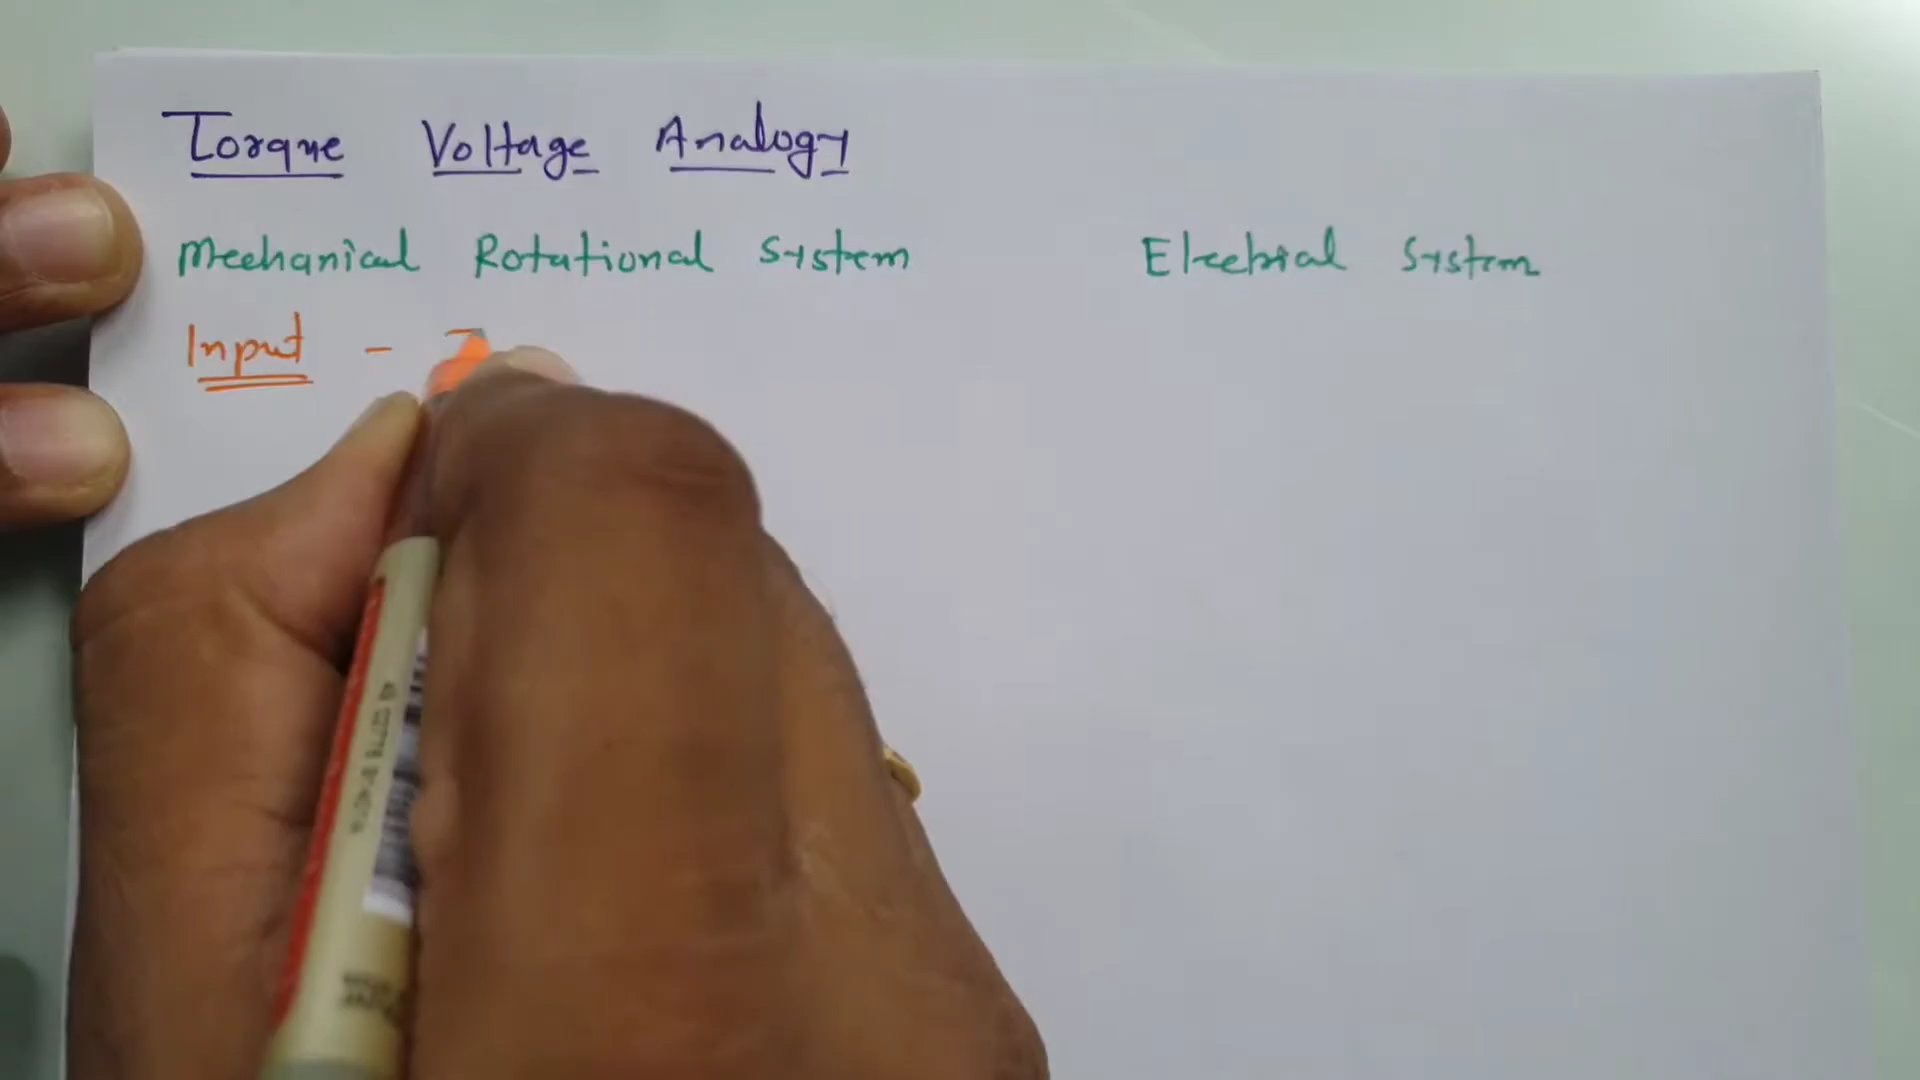 Torque Voltage Analogy
Mechanical Rotational System
Electrical System
Input -